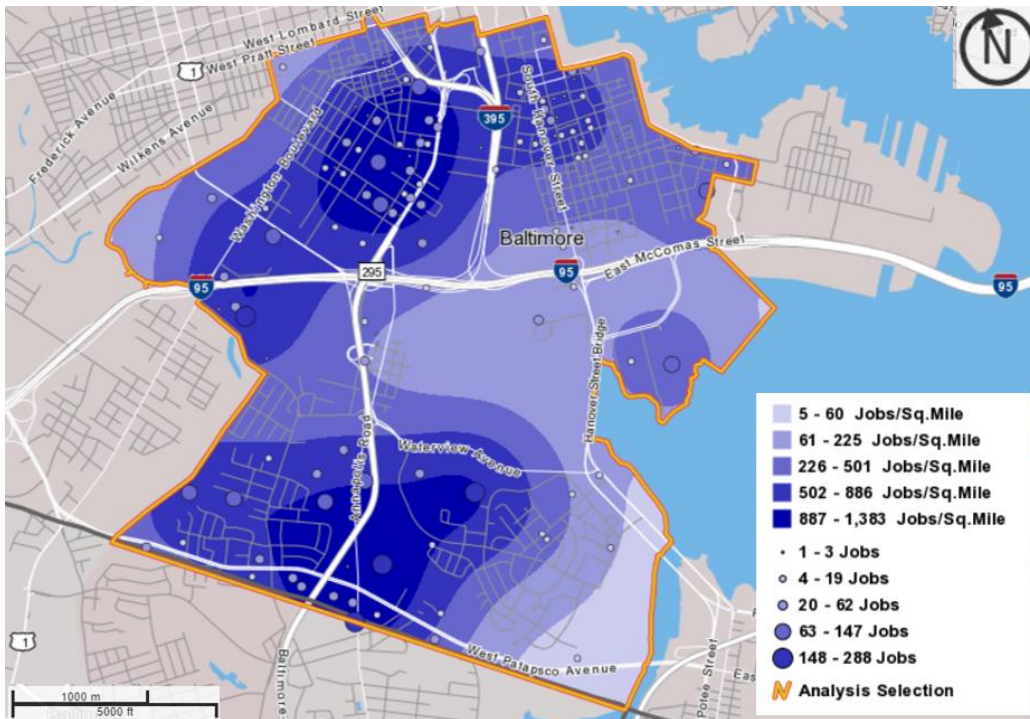 West Lombard Street
West Pratt Street
1
N
Frederick Avenue
Wilkens Avenue
Washington Boulevard
395
South Hanover Street
Baltimore
East McComas Street
95
295
95
95
Hanover Street Bridge
Annapolis Road
Waterview Avenue
5 - 60 Jobs/Sq.Mile
61 - 225 Jobs/Sq.Mile
226 - 501 Jobs/Sq.Mile
502 - 886 Jobs/Sq.Mile
887 - 1,383 Jobs/Sq.Mile
1 - 3 Jobs
4 - 19 Jobs
20 - 62 Jobs
63 - 147 Jobs
148 - 288 Jobs
Analysis Selection
1
West Patapsco Avenue
Potee Street
East
Baltimore-
1000 m
5000 ft